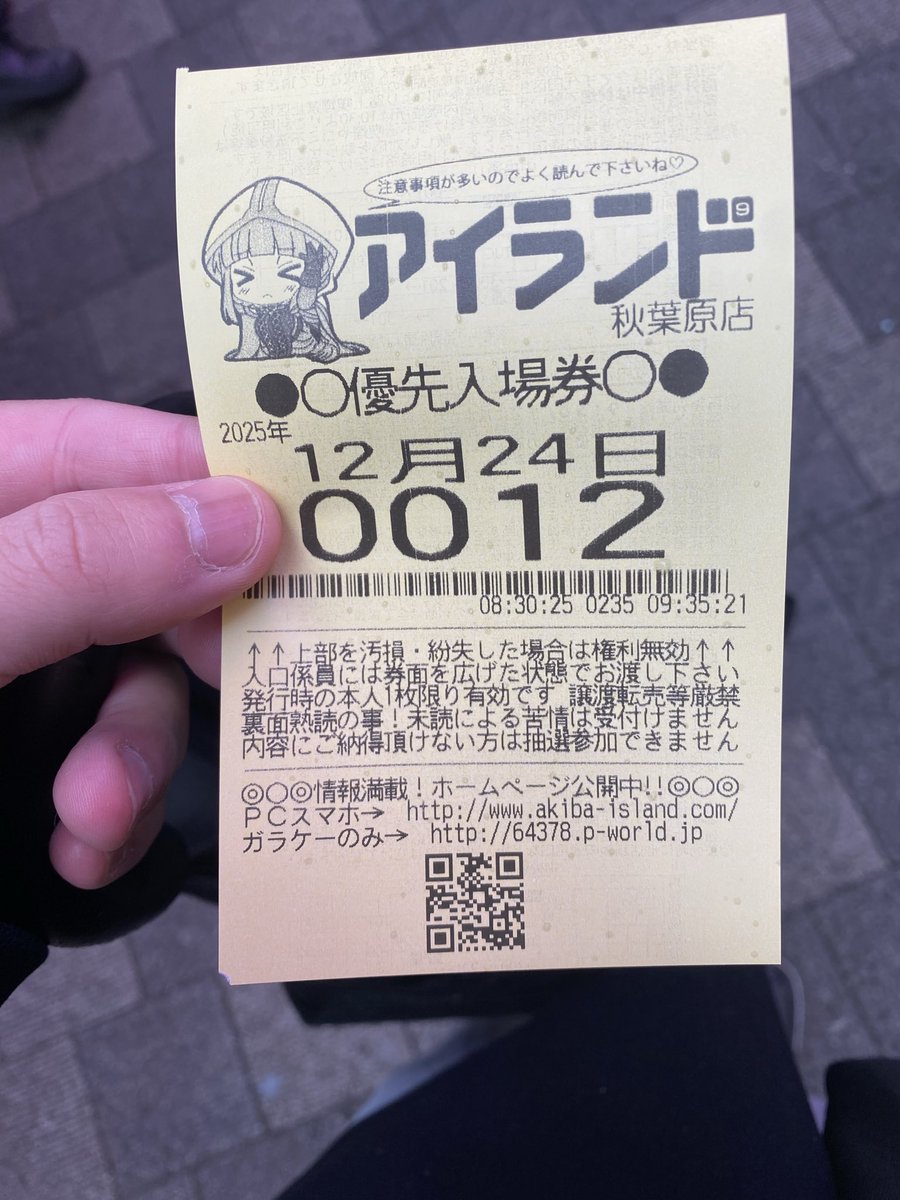 注意事項が多いのでよく読んで下さいね♡
アイランド
9
秋葉原店
●○優先入場券○●
2025年
12月24日
0012
08:30:25 0235 09:35:21
↑↑上部を汚損・紛失した場合は権利無効↑↑
入口係員には券面を広げた状態でお渡し下さい
発行時の本人1枚限り有効です 譲渡転売等厳禁
裏面熟読の事!未読による苦情は受付けません
内容にご納得頂けない方は抽選参加できません
◎○◎情報満載!ホームページ公開中!!◎○◎
PCスマホ→ http://www.akiba-island.com/
ガラケーのみ→ http://64378.p-world.jp